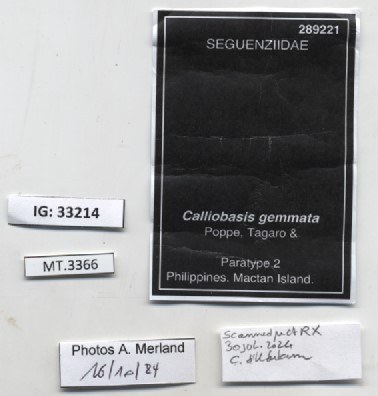 289221
SEGUENZIIDAE
Calliobasis gemmata
Poppe, Tagaro &
Paratype 2
Philippines. Mactan Island.
IG: 33214
MT.3366
Photos A. Merland
16/10/24
Scanned RX
30 jul. 2024
C.